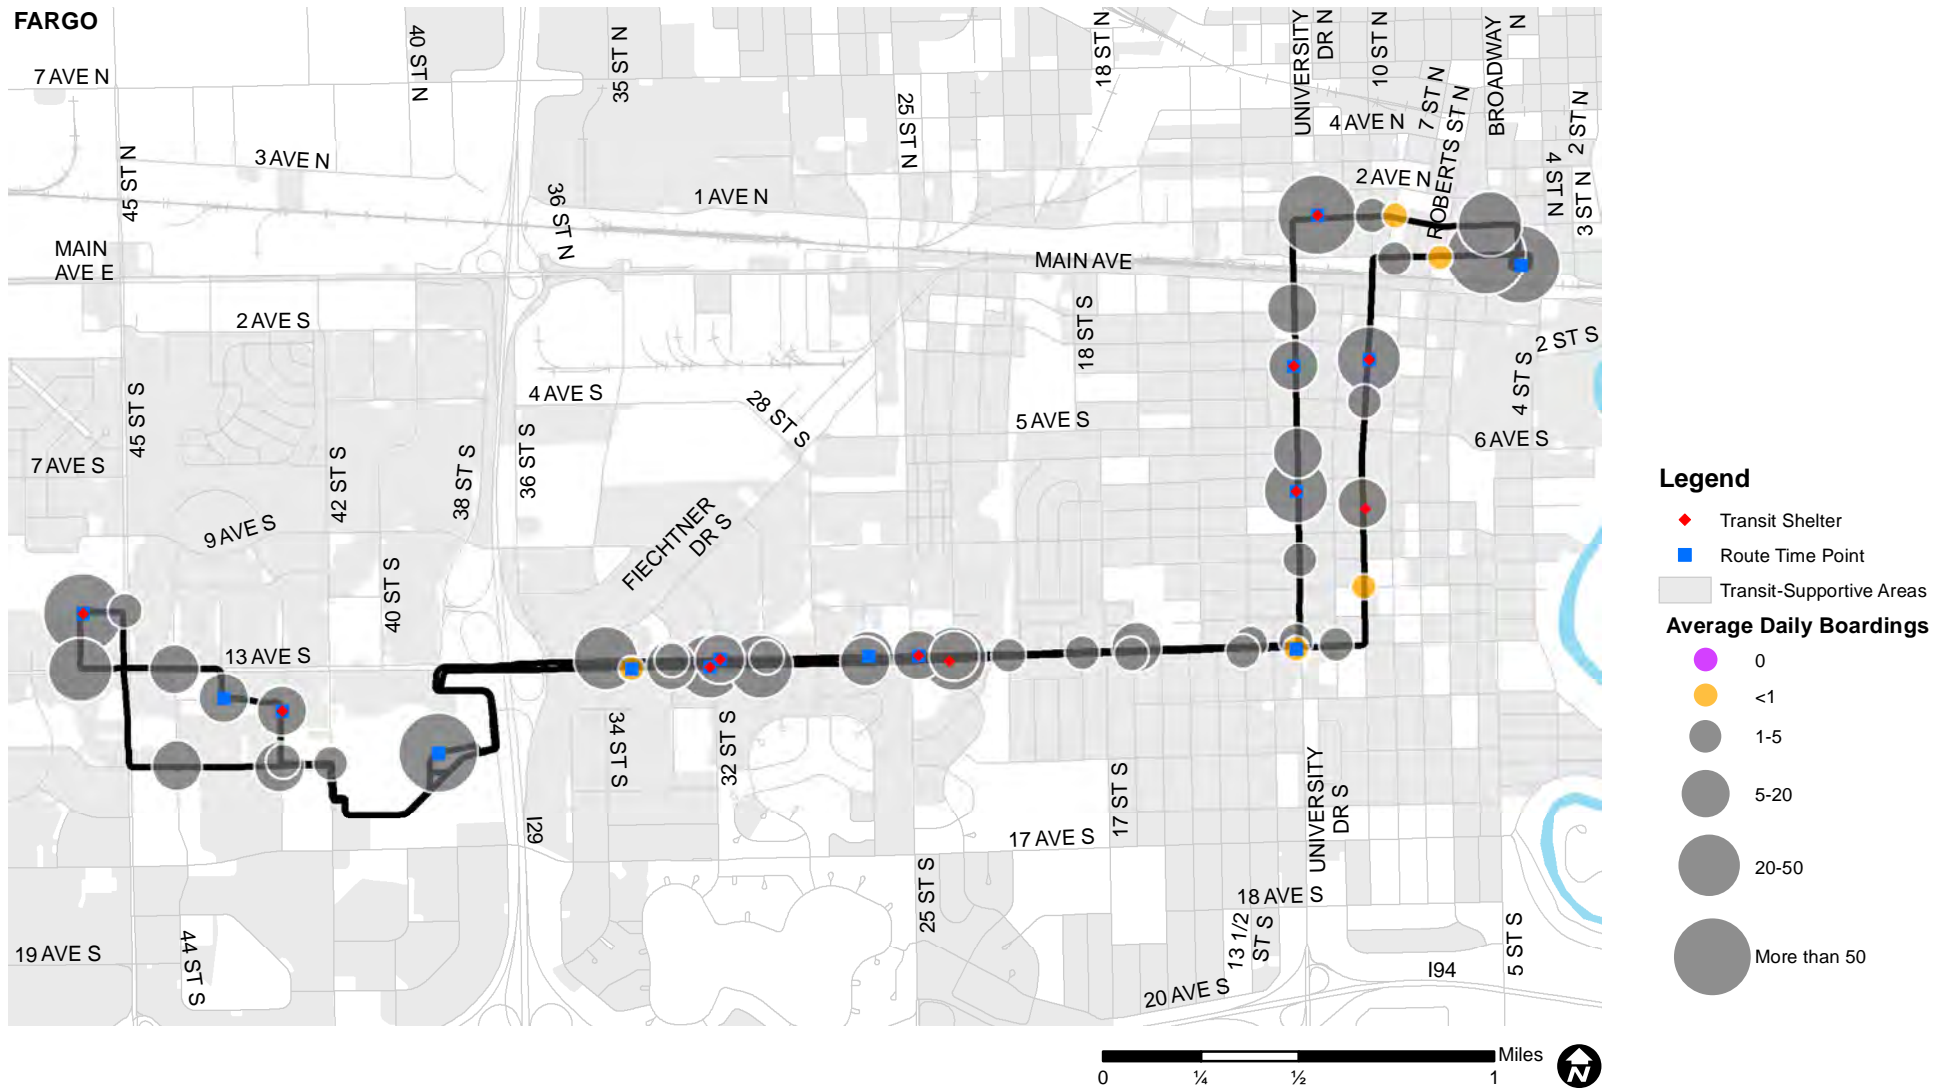 FARGO
7 AVE N
40 ST N
35 ST N
25 ST N
18 ST N
UNIVERSITY
DR N
10 ST N
7 ST N
ROBERTS ST N
BROADWAY
N
4 AVE N
2 ST N
4 ST N
3 ST N
45 ST N
3 AVE N
36 ST N
1 AVE N
2 AVE N
MAIN
AVE E
MAIN AVE
2 AVE S
18 ST S
2 ST S
4 ST S
45 ST S
4 AVE S
28 ST S
5 AVE S
6 AVE S
7 AVE S
42 ST S
38 ST S
36 ST S
9 AVE S
FIECHTNER
DR S
40 ST S
13 AVE S
34 ST S
32 ST S
17 ST S
UNIVERSITY
DR S
I29
17 AVE S
25 ST S
18 AVE S
13 1/2
ST S
5 ST S
19 AVE S
44 ST S
20 AVE S
I94
Legend
Transit Shelter
Route Time Point
Transit-Supportive Areas
Average Daily Boardings
0
<1
1-5
5-20
20-50
More than 50
Miles
0
¼
½
1
N